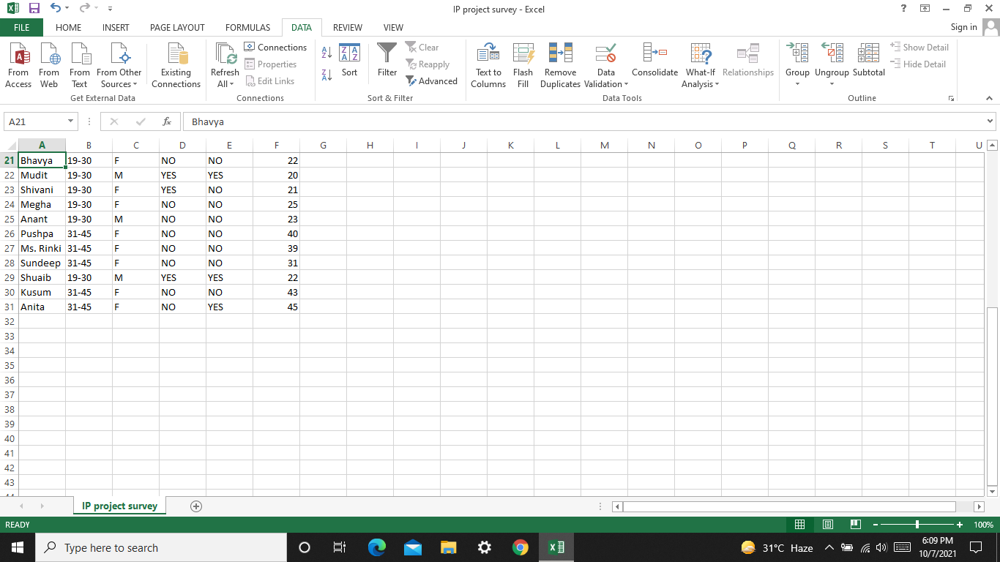 IP project survey - Excel
?
FILE HOME INSERT PAGE LAYOUT FORMULAS DATA REVIEW VIEW Sign in
From Access
From Web
From Text
From Other Sources
Existing Connections
Get External Data
Refresh All
Connections
Properties
Edit Links
Connections
Sort
Filter
Clear
Reapply
Advanced
Sort & Filter
Text to Columns
Flash Fill
Remove Duplicates
Data Validation
Consolidate
What-If Analysis
Relationships
Data Tools
Group
Ungroup
Subtotal
Show Detail
Hide Detail
Outline
A21 fx Bhavya
A B C D E F G H I J K L M N O P Q R S T U
21 Bhavya 19-30 F NO NO 22
22 Mudit 19-30 M YES YES 20
23 Shivani 19-30 F YES NO 21
24 Megha 19-30 F NO NO 25
25 Anant 19-30 M NO NO 23
26 Pushpa 31-45 F NO NO 40
27 Ms. Rinki 31-45 F NO NO 39
28 Sundeep 31-45 F NO NO 31
29 Shuaib 19-30 M YES YES 22
30 Kusum 31-45 F NO NO 43
31 Anita 31-45 F NO YES 45
32
33
34
35
36
37
38
39
40
41
42
43
IP project survey
READY 100%
Type here to search
31°C Haze
6:09 PM
10/7/2021